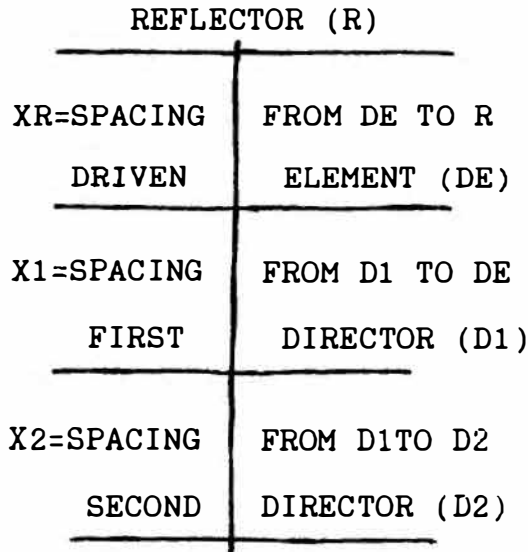 REFLECTOR (R)
XR=SPACING FROM DE TO R
DRIVEN ELEMENT (DE)
X1=SPACING FROM D1 TO DE
FIRST DIRECTOR (D1)
X2=SPACING FROM D1TO D2
SECOND DIRECTOR (D2)